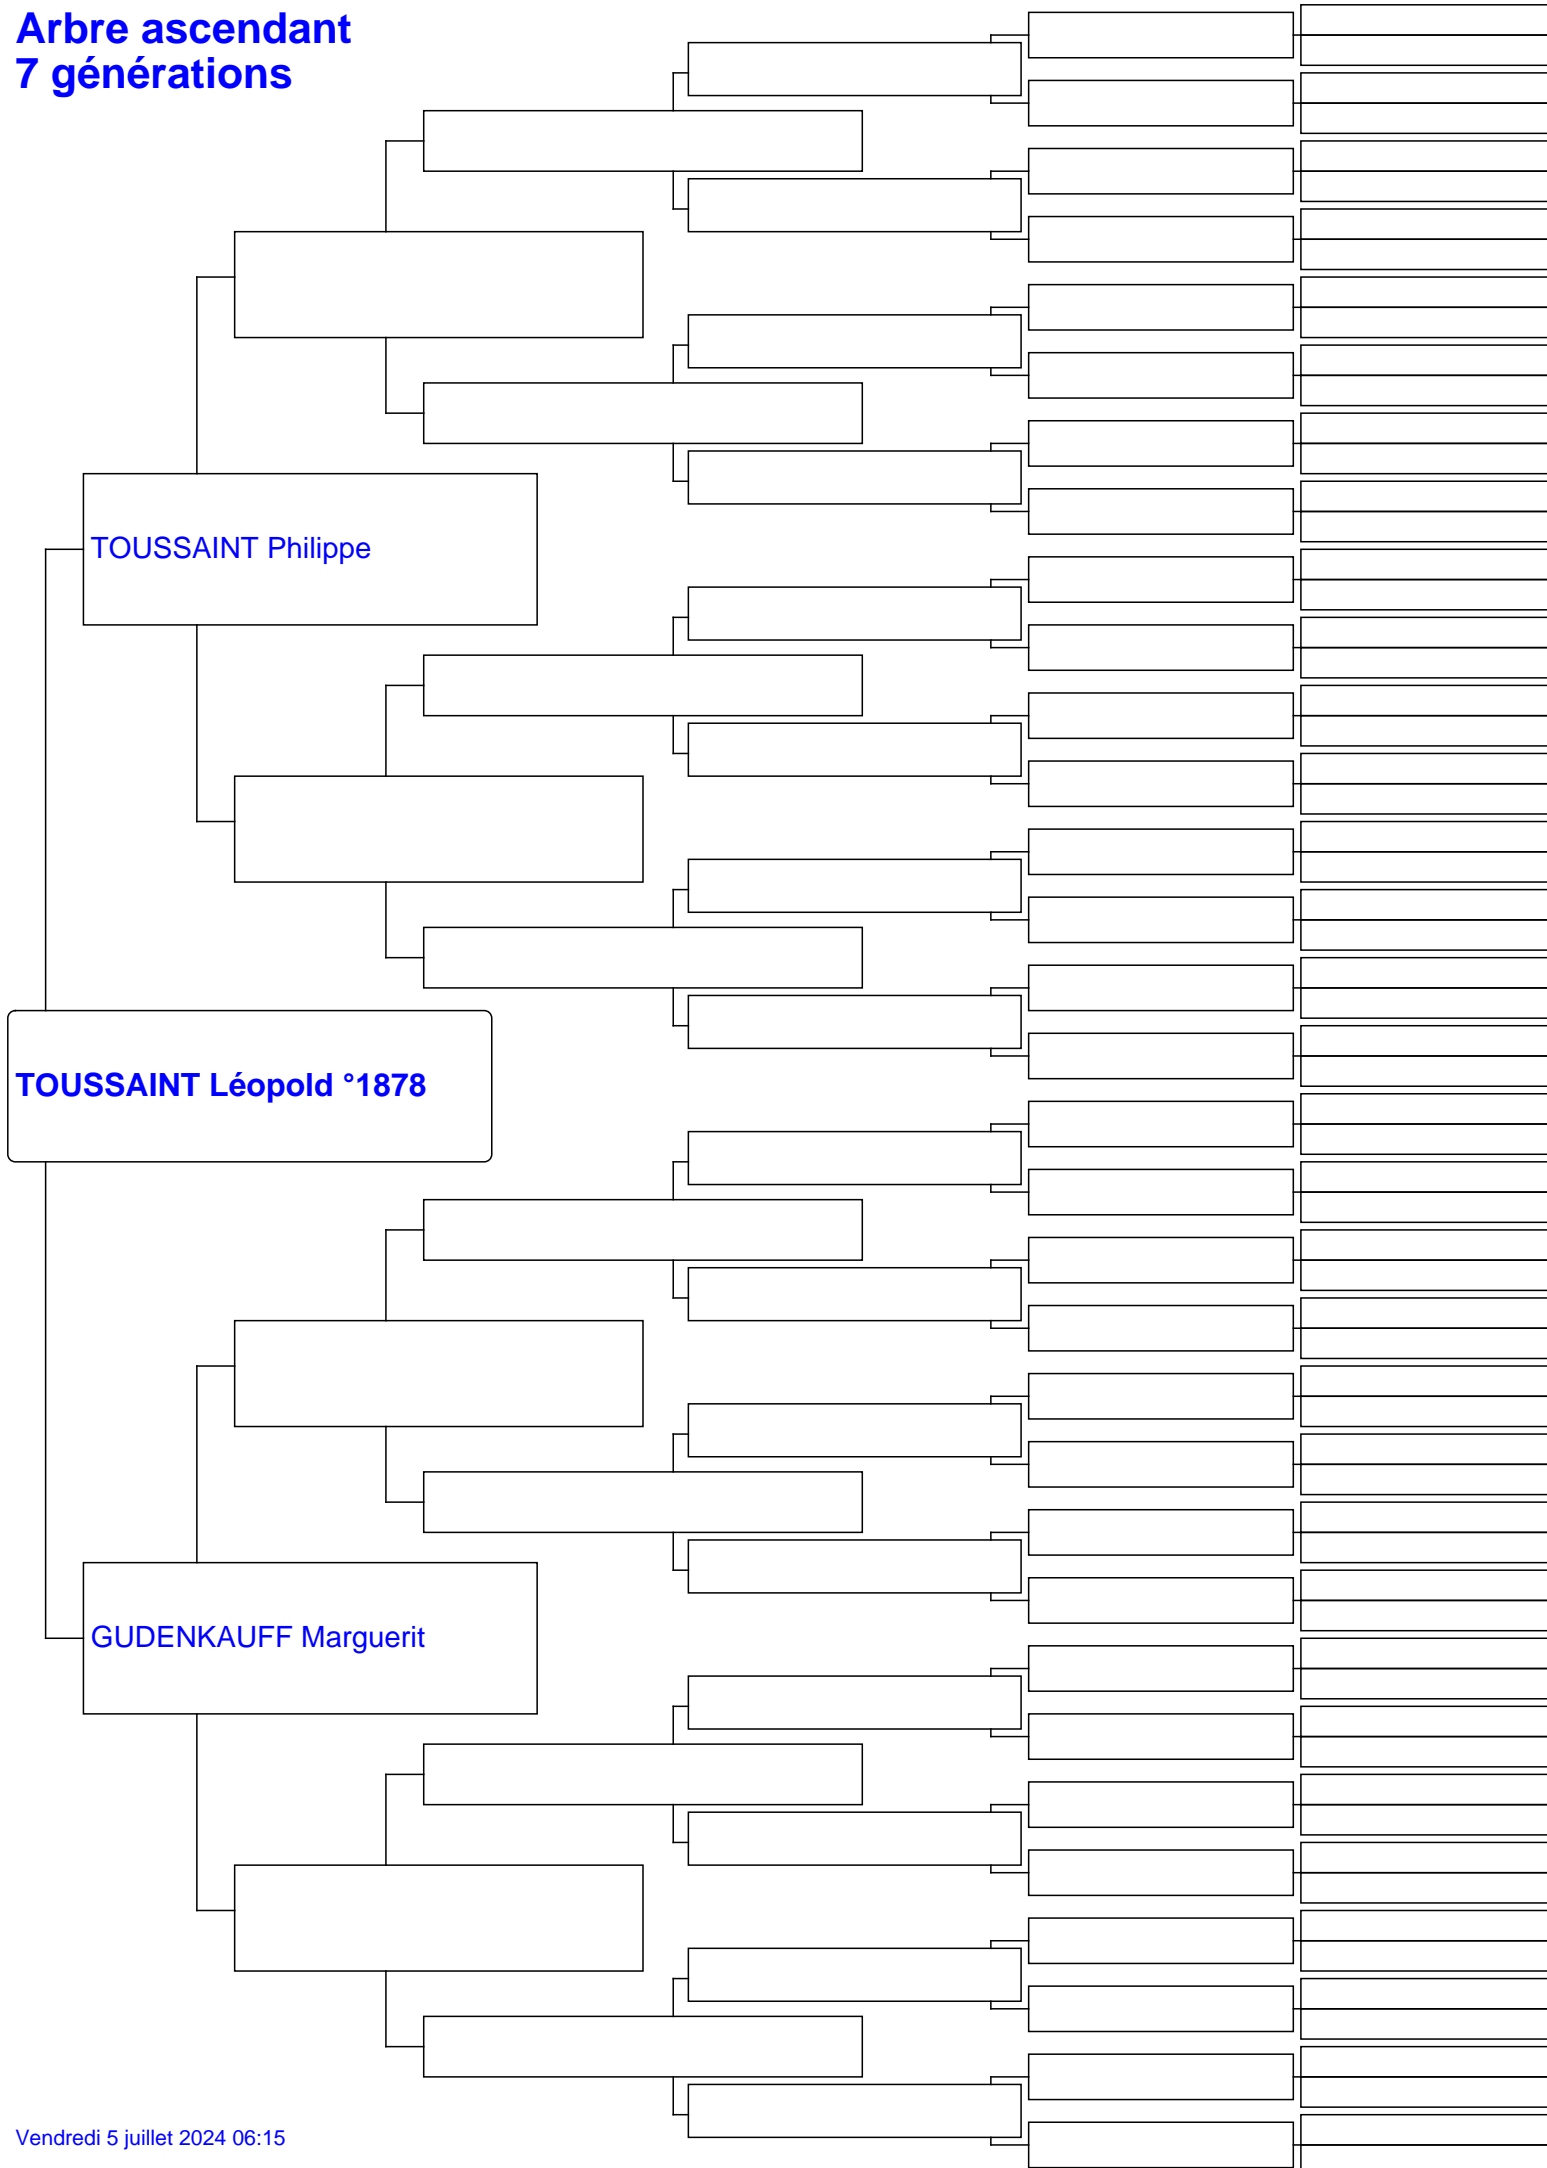 Arbre ascendant
7 générations
TOUSSAINT Philippe
TOUSSAINT Léopold °1878
GUDENKAUFF Marguerit
Vendredi 5 juillet 2024 06:15